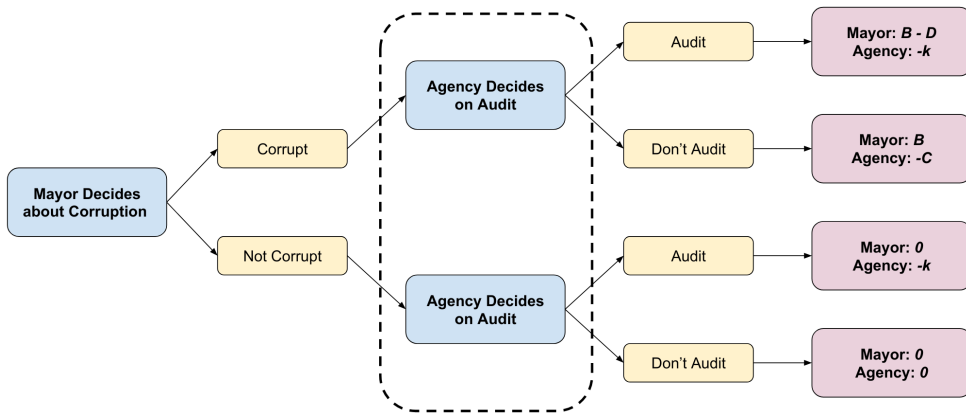 Mayor Decides
about Corruption
Corrupt
Not Corrupt
Agency Decides
on Audit
Agency Decides
on Audit
Audit
Don't Audit
Audit
Don't Audit
Mayor: B - D
Agency: -k
Mayor: B
Agency: -C
Mayor: 0
Agency: -k
Mayor: 0
Agency: 0